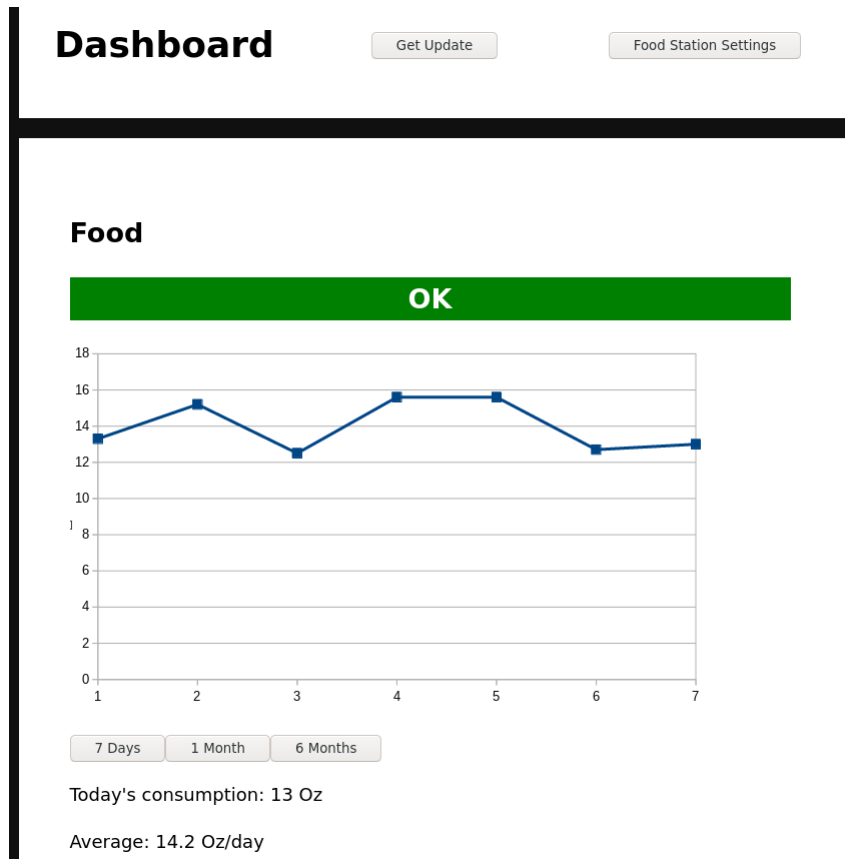 Dashboard
Get Update
Food Station Settings
Food
OK
18
16
14
12
10
8
6
4
2
0
1 2 3 4 5 6 7
7 Days
1 Month
6 Months
Today's consumption: 13 Oz
Average: 14.2 Oz/day